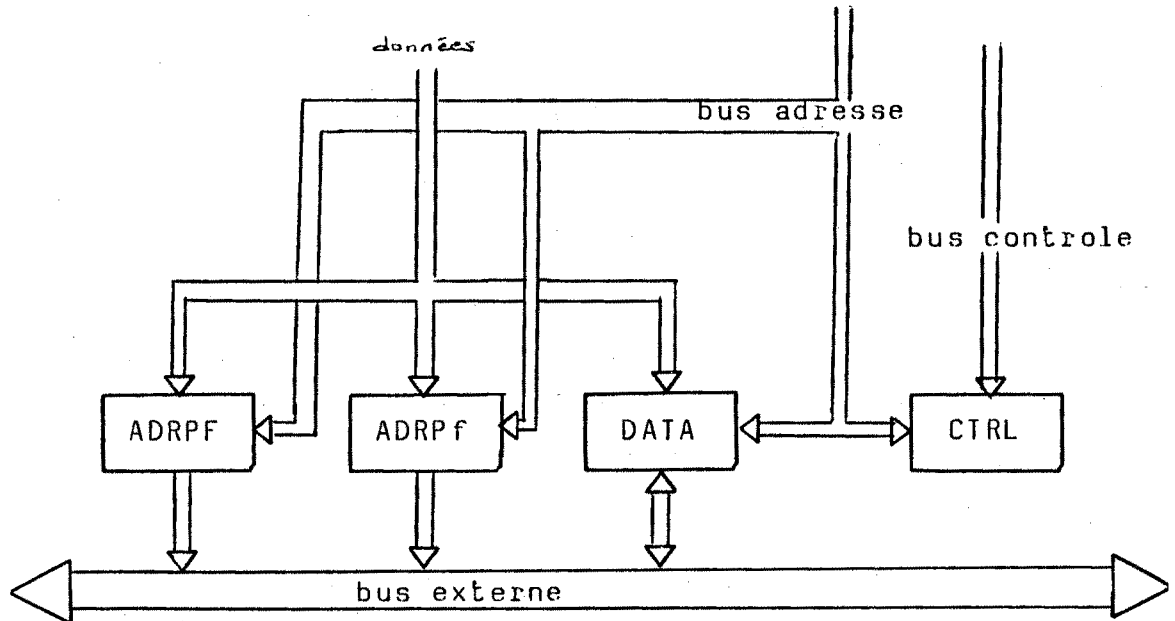 données
bus adresse
bus controle
ADRPF
ADRPf
DATA
CTRL
bus externe